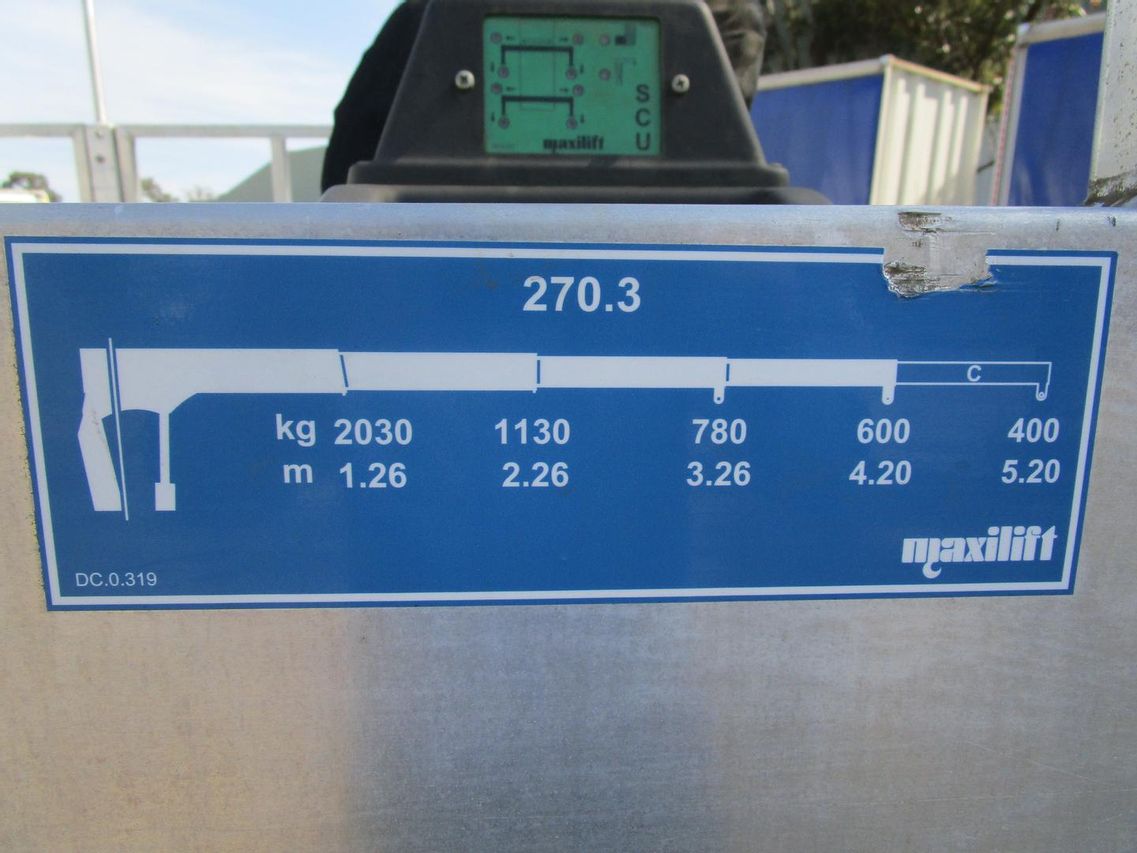 SCU
maxilift
270.3
C
kg 2030 1130 780 600 400
m 1.26 2.26 3.26 4.20 5.20
maxilift
DC.0.319